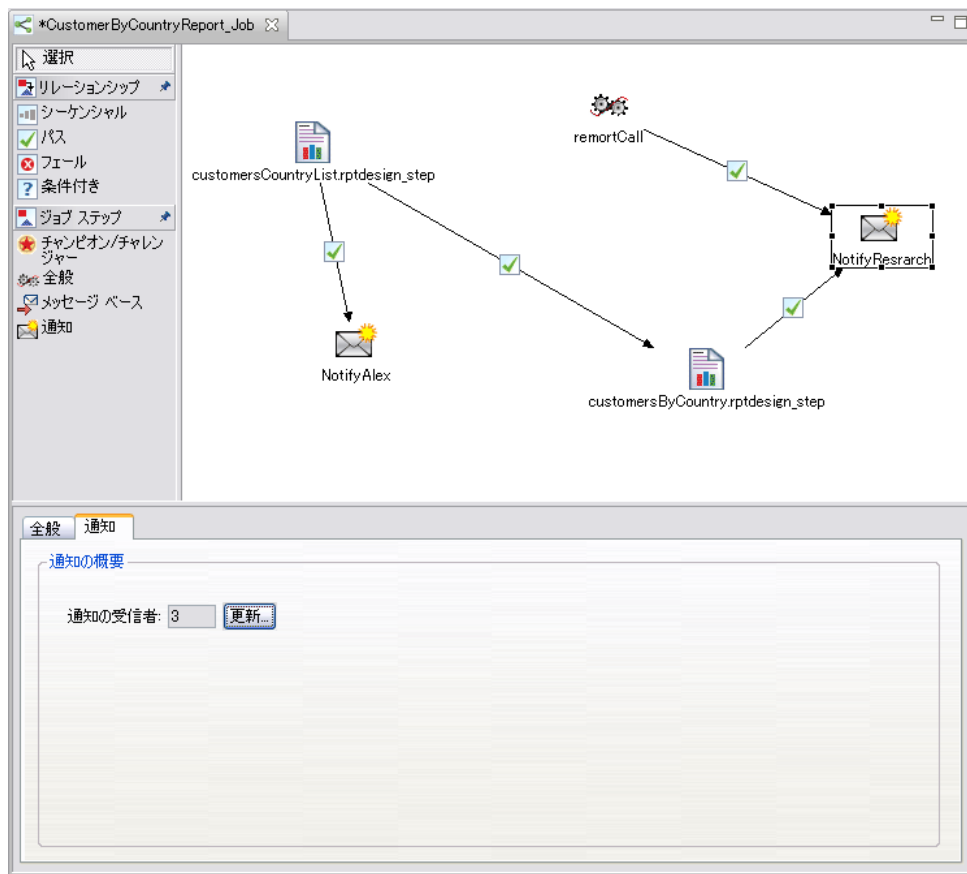 *CustomerByCountryReport_Job
選択
リレーションシップ
シーケンシャル
パス
フェール
条件付き
ジョブ ステップ
チャンピオン/チャレン
ジャー
全般
メッセージ ベース
通知
remortCall
customersCountryList.rptdesign_step
NotifyResrarch
NotifyAlex
customersByCountry.rptdesign_step
全般
通知
通知の概要
通知の受信者: 3 更新...